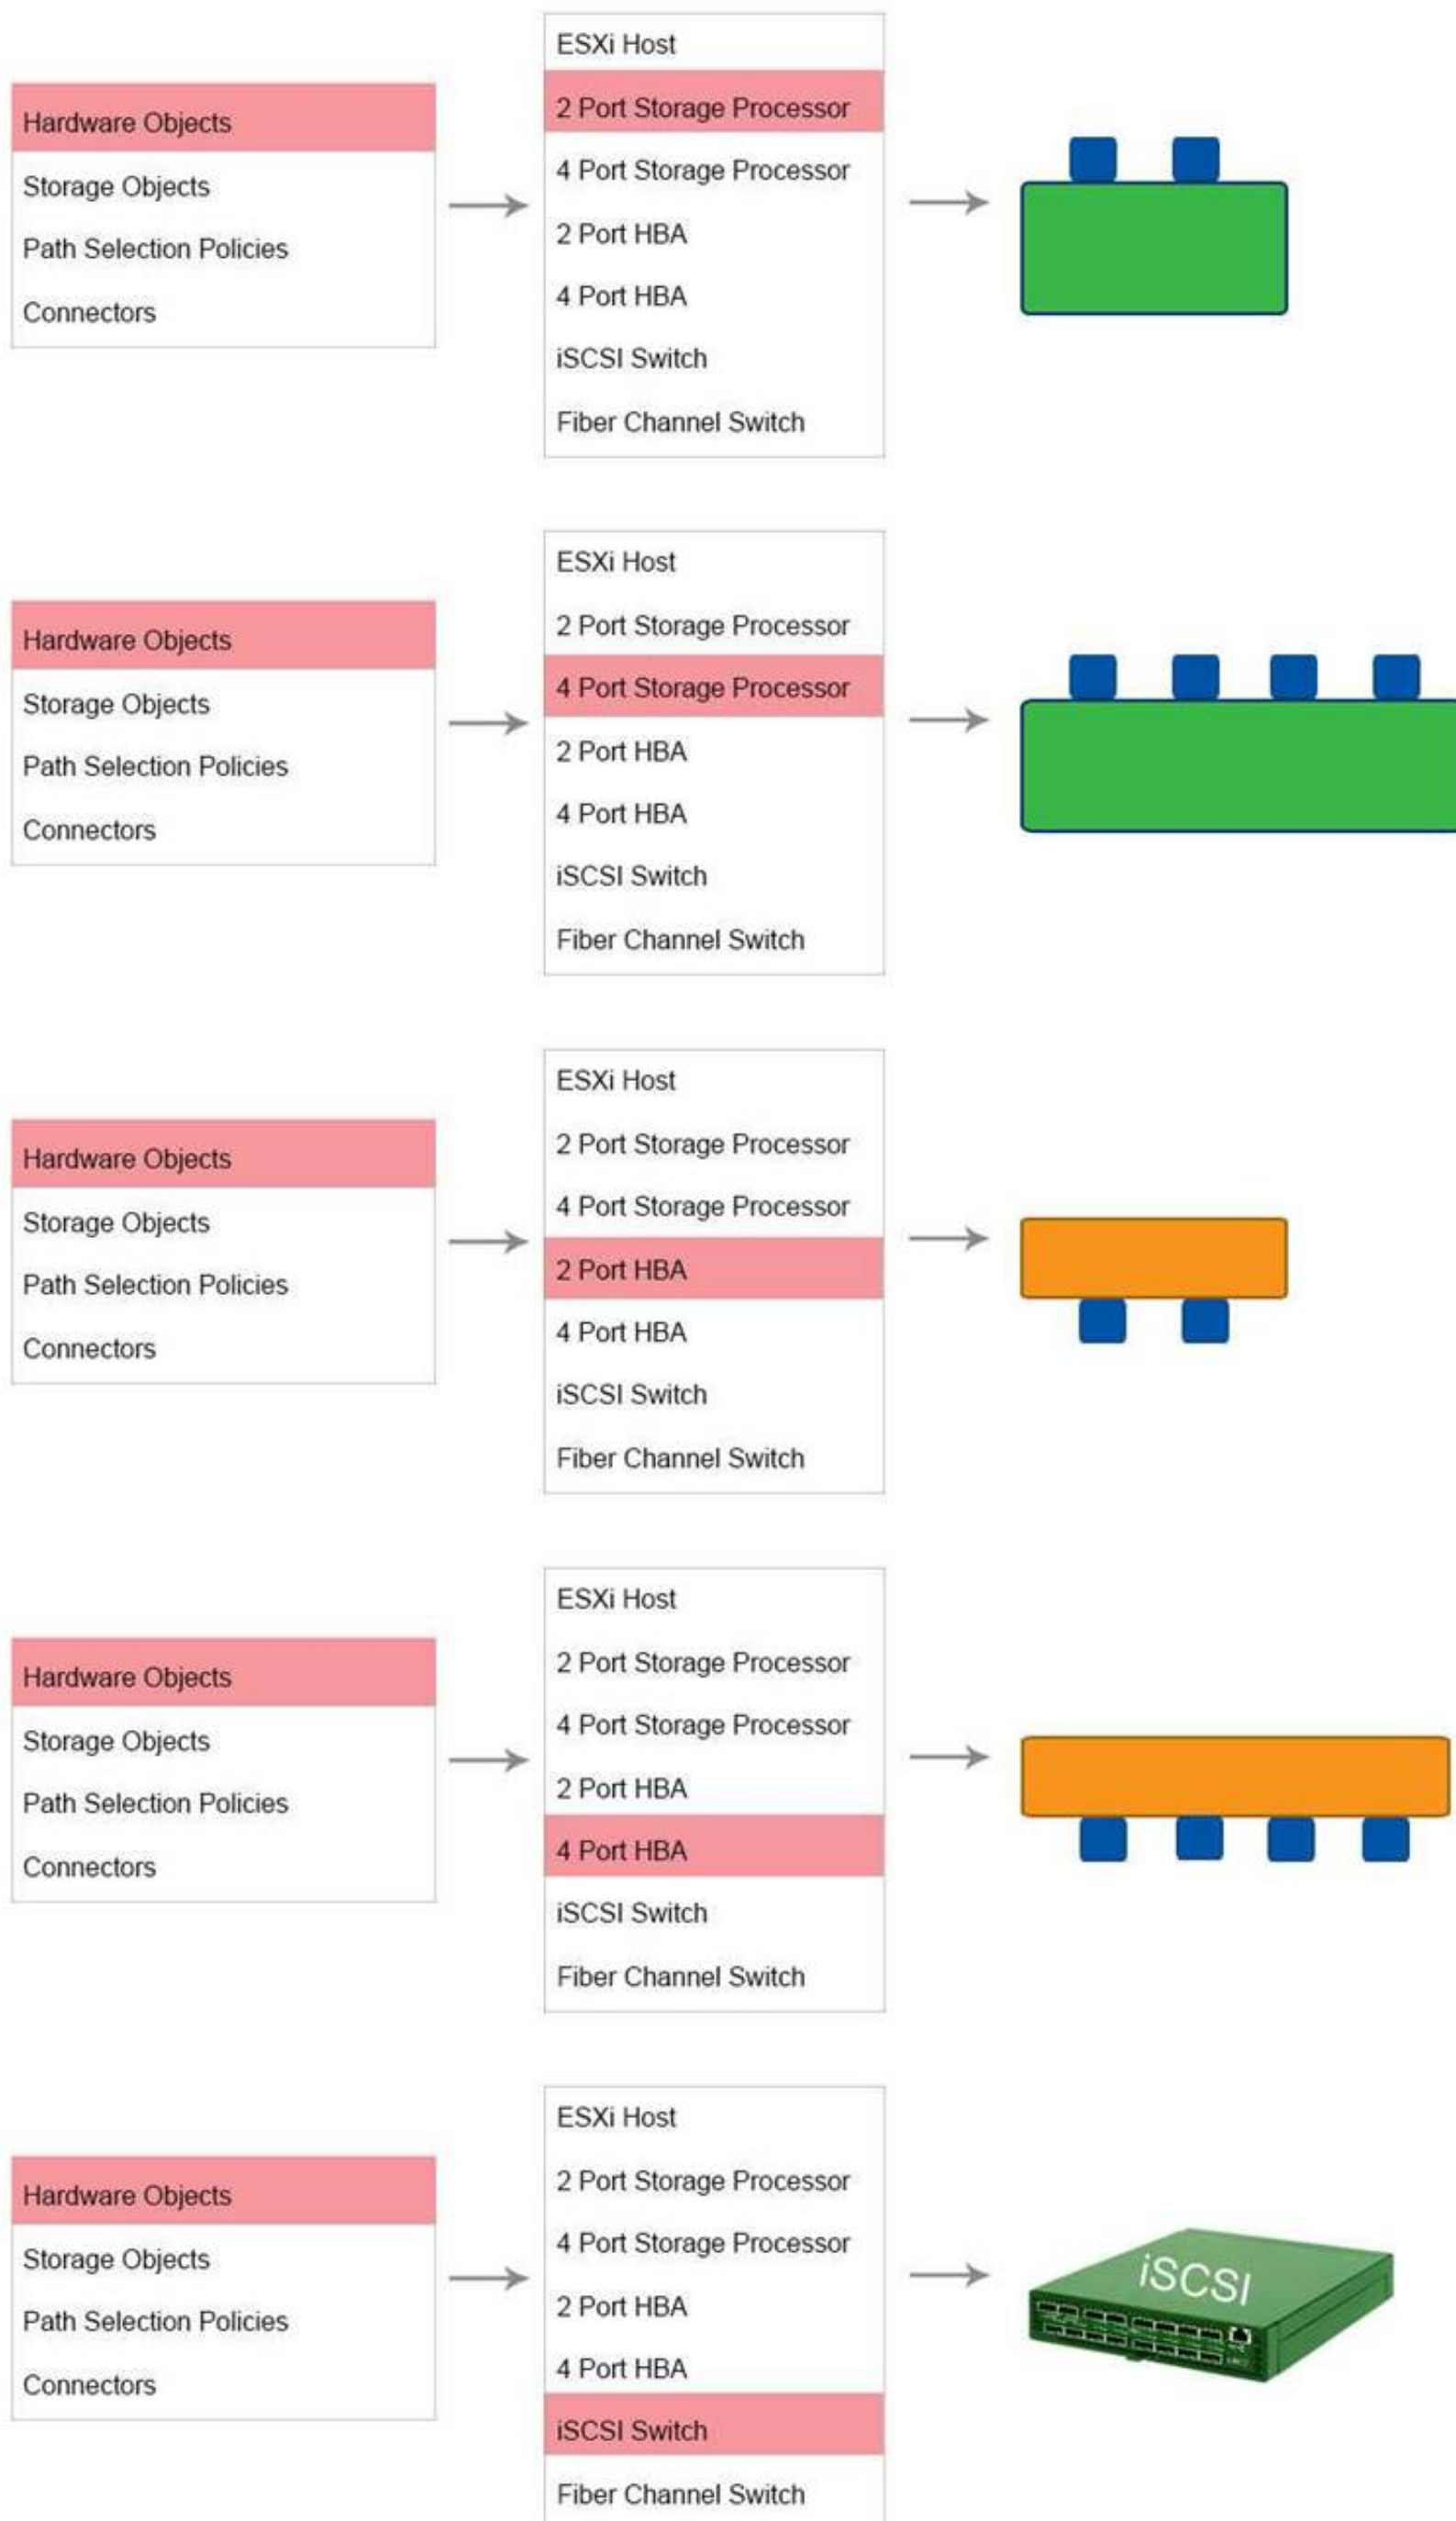 Hardware Objects
Storage Objects
Path Selection Policies
Connectors
ESXi Host
2 Port Storage Processor
4 Port Storage Processor
2 Port HBA
4 Port HBA
iSCSI Switch
Fiber Channel Switch
Hardware Objects
Storage Objects
Path Selection Policies
Connectors
ESXi Host
2 Port Storage Processor
4 Port Storage Processor
2 Port HBA
4 Port HBA
iSCSI Switch
Fiber Channel Switch
Hardware Objects
Storage Objects
Path Selection Policies
Connectors
ESXi Host
2 Port Storage Processor
4 Port Storage Processor
2 Port HBA
4 Port HBA
iSCSI Switch
Fiber Channel Switch
Hardware Objects
Storage Objects
Path Selection Policies
Connectors
ESXi Host
2 Port Storage Processor
4 Port Storage Processor
2 Port HBA
4 Port HBA
iSCSI Switch
Fiber Channel Switch
Hardware Objects
Storage Objects
Path Selection Policies
Connectors
ESXi Host
2 Port Storage Processor
4 Port Storage Processor
2 Port HBA
4 Port HBA
iSCSI Switch
Fiber Channel Switch
iSCSI